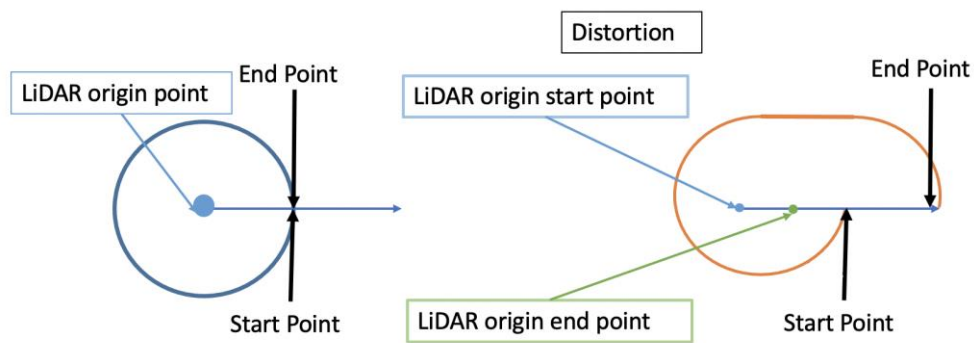 Distortion
End Point
LiDAR origin point
Start Point
End Point
LiDAR origin start point
LiDAR origin end point
Start Point